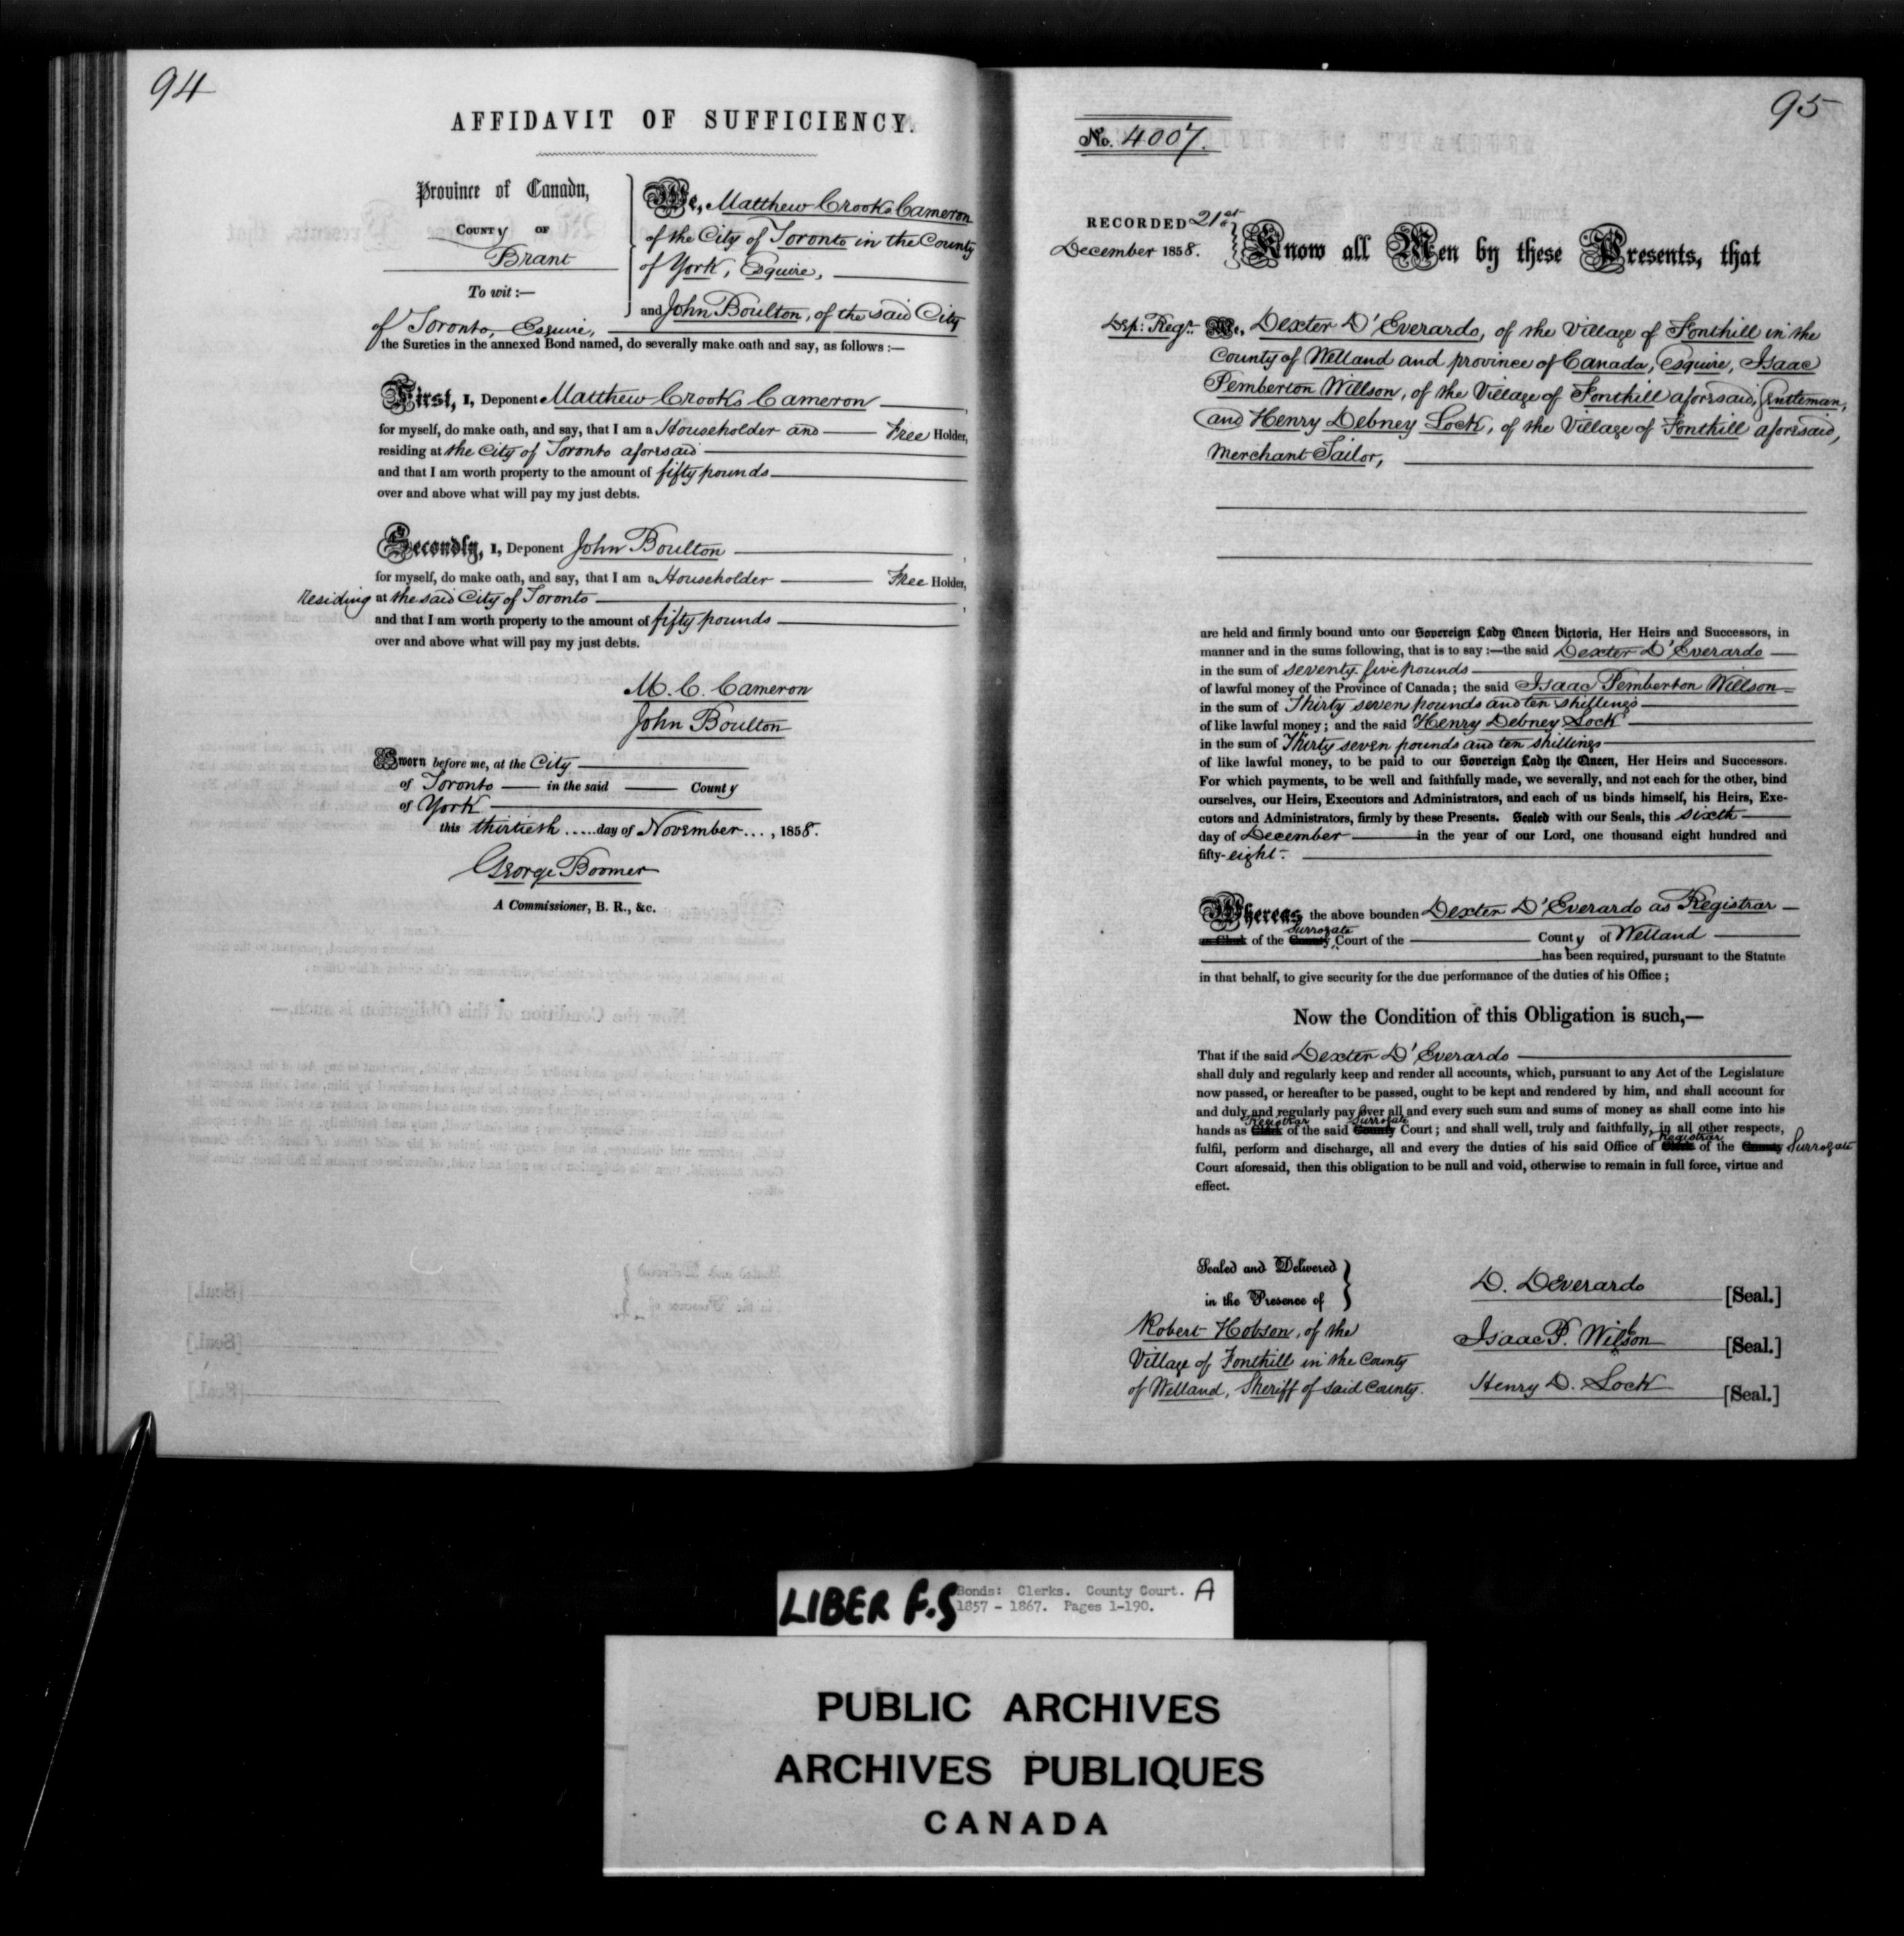 94
AFFIDAVIT OF SUFFICIENCY.
Province of Canada,
COUNTy OF
Brant
To wit :—
We, Matthew Crooks Cameron
of the City of Toronto in the County
of York, Esquire,
and John Boulton, of the said City
of Toronto, Esquire,
the Sureties in the annexed Bond named, do severally make oath and say, as follows :—
First, I, Deponent Matthew Crooks Cameron ,
for myself, do make oath, and say, that I am a Householder and Free Holder,
residing at the City of Toronto aforesaid
and that I am worth property to the amount of fifty pounds
over and above what will pay my just debts.
Secondly, I, Deponent John Boulton ,
for myself, do make oath, and say, that I am a Householder Free Holder,
residing at the said City of Toronto ,
and that I am worth property to the amount of fifty pounds
over and above what will pay my just debts.
M. C. Cameron
John Boulton
Sworn before me, at the City
of Toronto in the said County
of York
this thirtieth .....day of November ... , 1858.
George Boomer
A Commissioner, B. R., &c.
95
No. 4007.
RECORDED 21st
December 1858.
Know all Men by these Presents, that
Dep: Regr. We, Dexter D'Everardo, of the Village of Fonthill in the
County of Welland and province of Canada, Esquire, Isaac
Pemberton Willson, of the Village of Fonthill aforesaid, Gentleman,
and Henry Debney Lock, of the Village of Fonthill aforesaid,
Merchant Tailor,
are held and firmly bound unto our Sovereign Lady Queen Victoria, Her Heirs and Successors, in
manner and in the sums following, that is to say :—the said Dexter D'Everardo
in the sum of seventy five pounds
of lawful money of the Province of Canada; the said Isaac Pemberton Willson
in the sum of Thirty seven pounds and ten shillings
of like lawful money; and the said Henry Debney Lock
in the sum of Thirty seven pounds and ten shillings
of like lawful money, to be paid to our Sovereign Lady the Queen, Her Heirs and Successors.
For which payments, to be well and faithfully made, we severally, and not each for the other, bind
ourselves, our Heirs, Executors and Administrators, and each of us binds himself, his Heirs, Exe-
cutors and Administrators, firmly by these Presents. Sealed with our Seals, this sixth
day of December in the year of our Lord, one thousand eight hundred and
fifty-eight.
Whereas the above bounden Dexter D'Everardo as Registrar
Surrogate
as Clerk of the County Court of the County of Welland
has been required, pursuant to the Statute
in that behalf, to give security for the due performance of the duties of his Office ;
Now the Condition of this Obligation is such,—
That if the said Dexter D'Everardo
shall duly and regularly keep and render all accounts, which, pursuant to any Act of the Legislature
now passed, or hereafter to be passed, ought to be kept and rendered by him, and shall account for
and duly and regularly pay over all and every such sum and sums of money as shall come into his
Registrar Surrogate
hands as Clerk of the said County Court ; and shall well, truly and faithfully, in all other respects,
Registrar
fulfil, perform and discharge, all and every the duties of his said Office of Clerk of the County Surrogate
Court aforesaid, then this obligation to be null and void, otherwise to remain in full force, virtue and
effect.
Sealed and Delivered
in the Presence of
Robert Hobson, of the
Village of Fonthill in the County
of Welland, Sheriff of said County.
D. DEverardo [Seal.]
Isaac P. Willson [Seal.]
Henry D. Lock [Seal.]
LIBER F.S
Bonds: Clerks. County Court. A
1857 - 1867. Pages 1-190.
PUBLIC ARCHIVES
ARCHIVES PUBLIQUES
CANADA